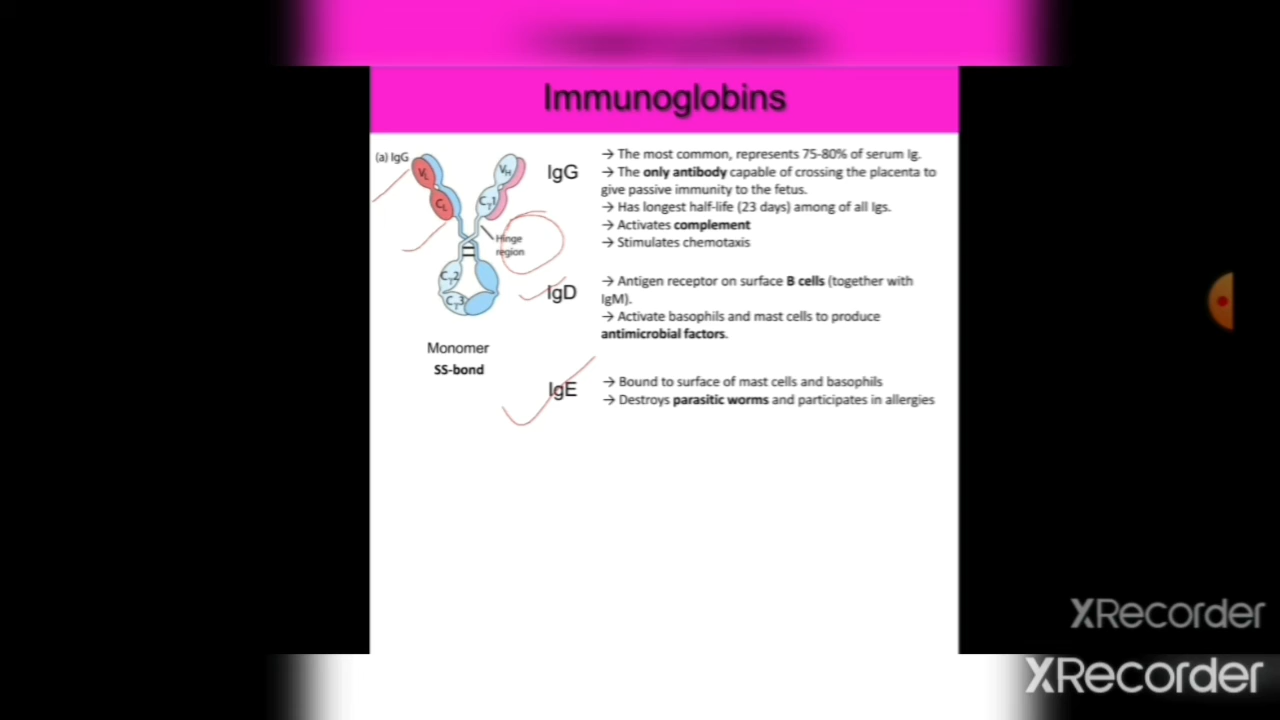 Immunoglobins
(a) IgG
VL
CL
VH
Cγ1
Hinge
region
Cγ2
Cγ3
Monomer
SS-bond
IgG
→ The most common, represents 75-80% of serum Ig.
→ The only antibody capable of crossing the placenta to
give passive immunity to the fetus.
→ Has longest half-life (23 days) among of all Igs.
→ Activates complement
→ Stimulates chemotaxis
IgD
→ Antigen receptor on surface B cells (together with
IgM).
→ Activate basophils and mast cells to produce
antimicrobial factors.
IgE
→ Bound to surface of mast cells and basophils
→ Destroys parasitic worms and participates in allergies
XRecorder
XRecorder